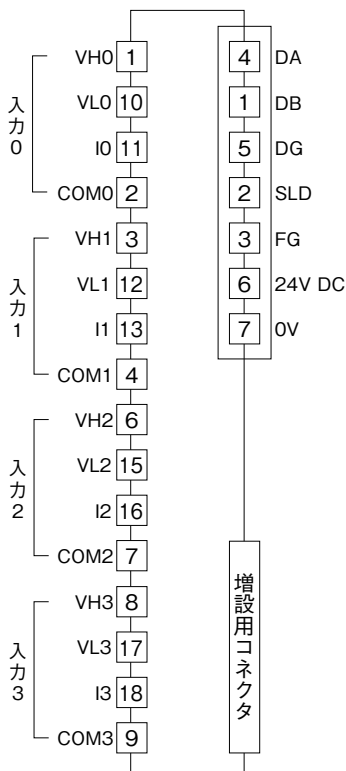 入力0
VH0 1
VL0 10
I0 11
COM0 2
入力1
VH1 3
VL1 12
I1 13
COM1 4
入力2
VH2 6
VL2 15
I2 16
COM2 7
入力3
VH3 8
VL3 17
I3 18
COM3 9
4 DA
1 DB
5 DG
2 SLD
3 FG
6 24V DC
7 0V
増設用コネクタ